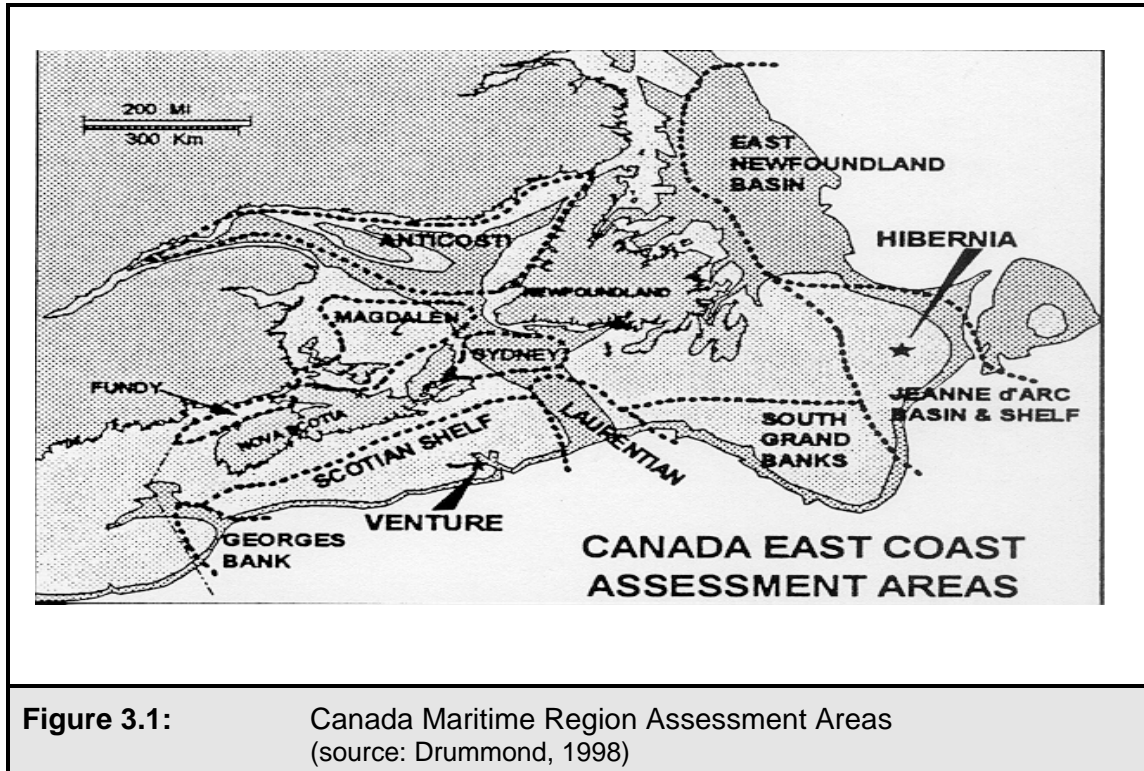 200 MI
300 Km
EAST
NEWFOUNDLAND
BASIN
HIBERNIA
ANTICOSTI
NEWFOUNDLAND
MAGDALEN
SYDNEY
FUNDY
NOVA SCOTIA
JEANNE d'ARC
BASIN & SHELF
SCOTIAN SHELF
LAURENTIAN
SOUTH
GRAND
BANKS
VENTURE
GEORGES
BANK
CANADA EAST COAST
ASSESSMENT AREAS
Figure 3.1: Canada Maritime Region Assessment Areas
(source: Drummond, 1998)